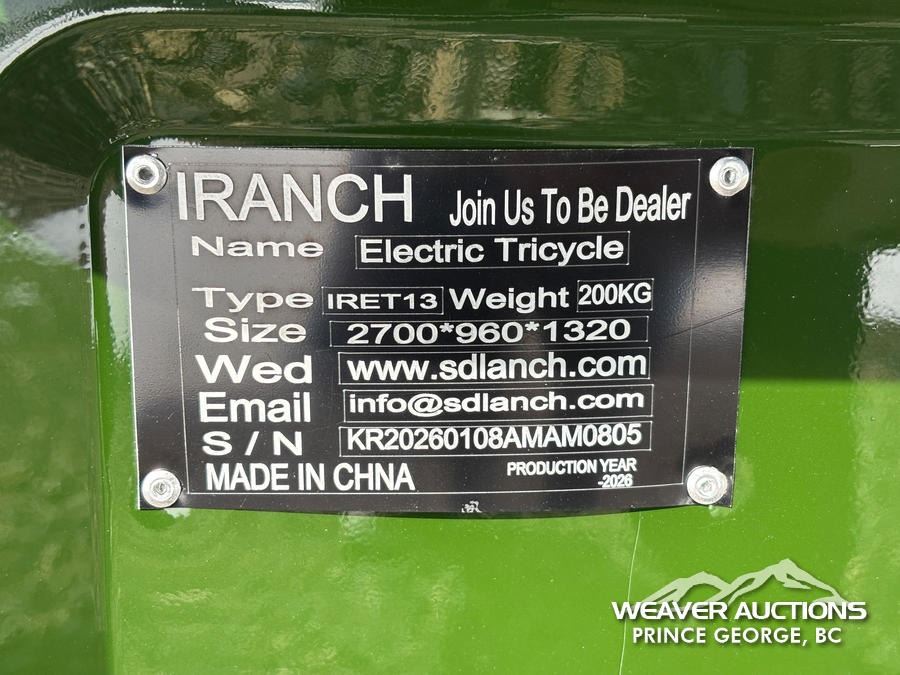 IRANCH Join Us To Be Dealer
Name Electric Tricycle
Type IRET13 Weight 200KG
Size 2700*960*1320
Wed www.sdlanch.com
Email info@sdlanch.com
S / N KR20260108AMAM0805
MADE IN CHNA PRODUCTION YEAR
-2026
WEAVER AUCTIONS
PRINCE GEORGE, BC